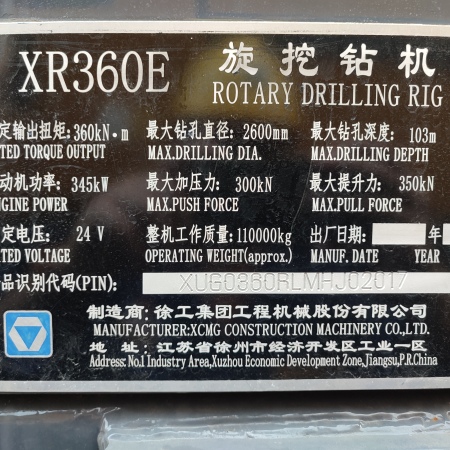 XR360E 旋挖钻机
ROTARY DRILLING RIG
定输出扭矩: 360kN·m 最大钻孔直径: 2600mm 最大钻孔深度: 103m
TED TORQUE OUTPUT MAX.DRILLING DIA. MAX.DRILLING DEPTH
动机功率: 345kW 最大加压力: 300kN 最大提升力: 350kN
NGINE POWER MAX.PUSH FORCE MAX.PULL FORCE
定电压: 24 V 整机工作质量: 110000kg 出厂日期: 年
TED VOLTAGE OPERATING WEIGHT(approx.) MANUF. DATE YEAR
品识别代码(PIN): XUG0360RLMHJ02017
制造商: 徐工集团工程机械股份有限公司
MANUFACTURER:XCMG CONSTRUCTION MACHINERY CO.,LTD.
地 址: 江苏省徐州市经济开发区工业一区
Address: No.1 Industry Area,Xuzhou Economic Development Zone,Jiangsu,P.R.China